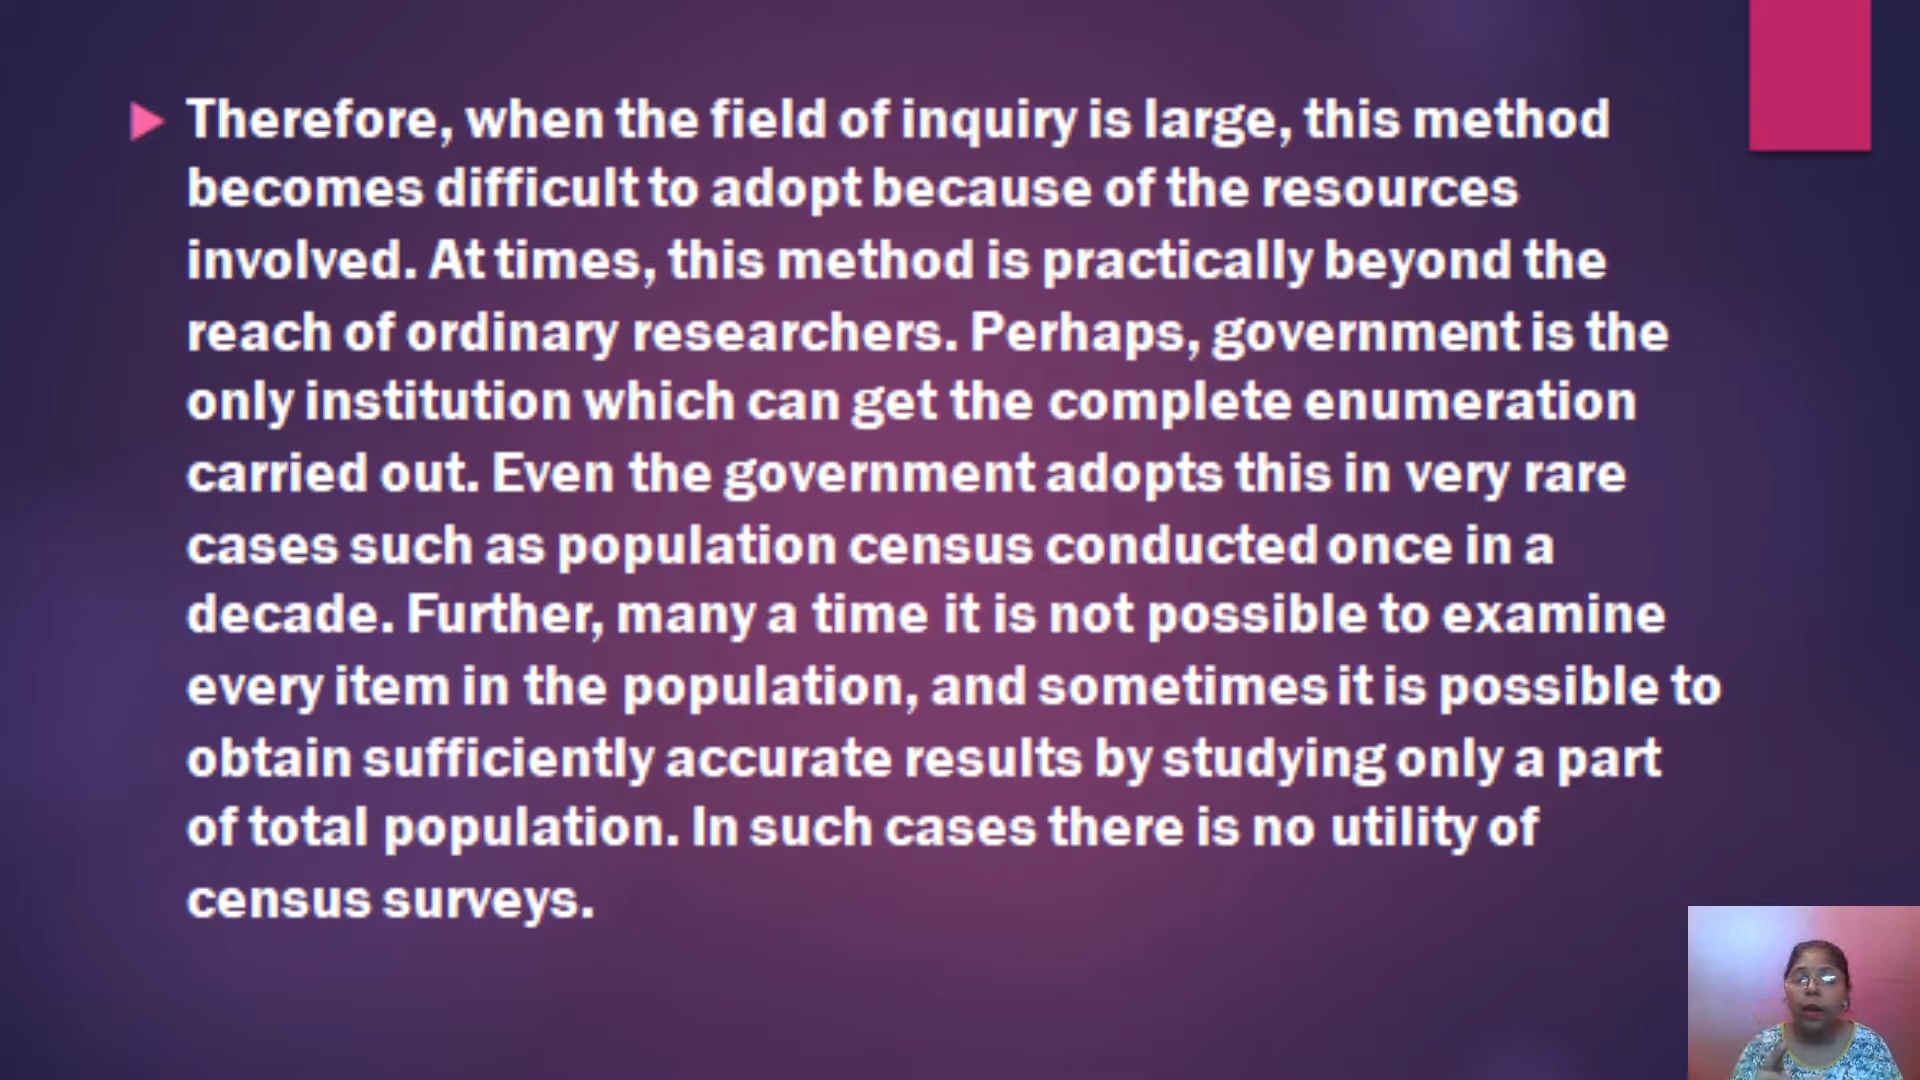 Therefore, when the field of inquiry is large, this method
becomes difficult to adopt because of the resources
involved. At times, this method is practically beyond the
reach of ordinary researchers. Perhaps, government is the
only institution which can get the complete enumeration
carried out. Even the government adopts this in very rare
cases such as population census conducted once in a
decade. Further, many a time it is not possible to examine
every item in the population, and sometimes it is possible to
obtain sufficiently accurate results by studying only a part
of total population. In such cases there is no utility of
census surveys.